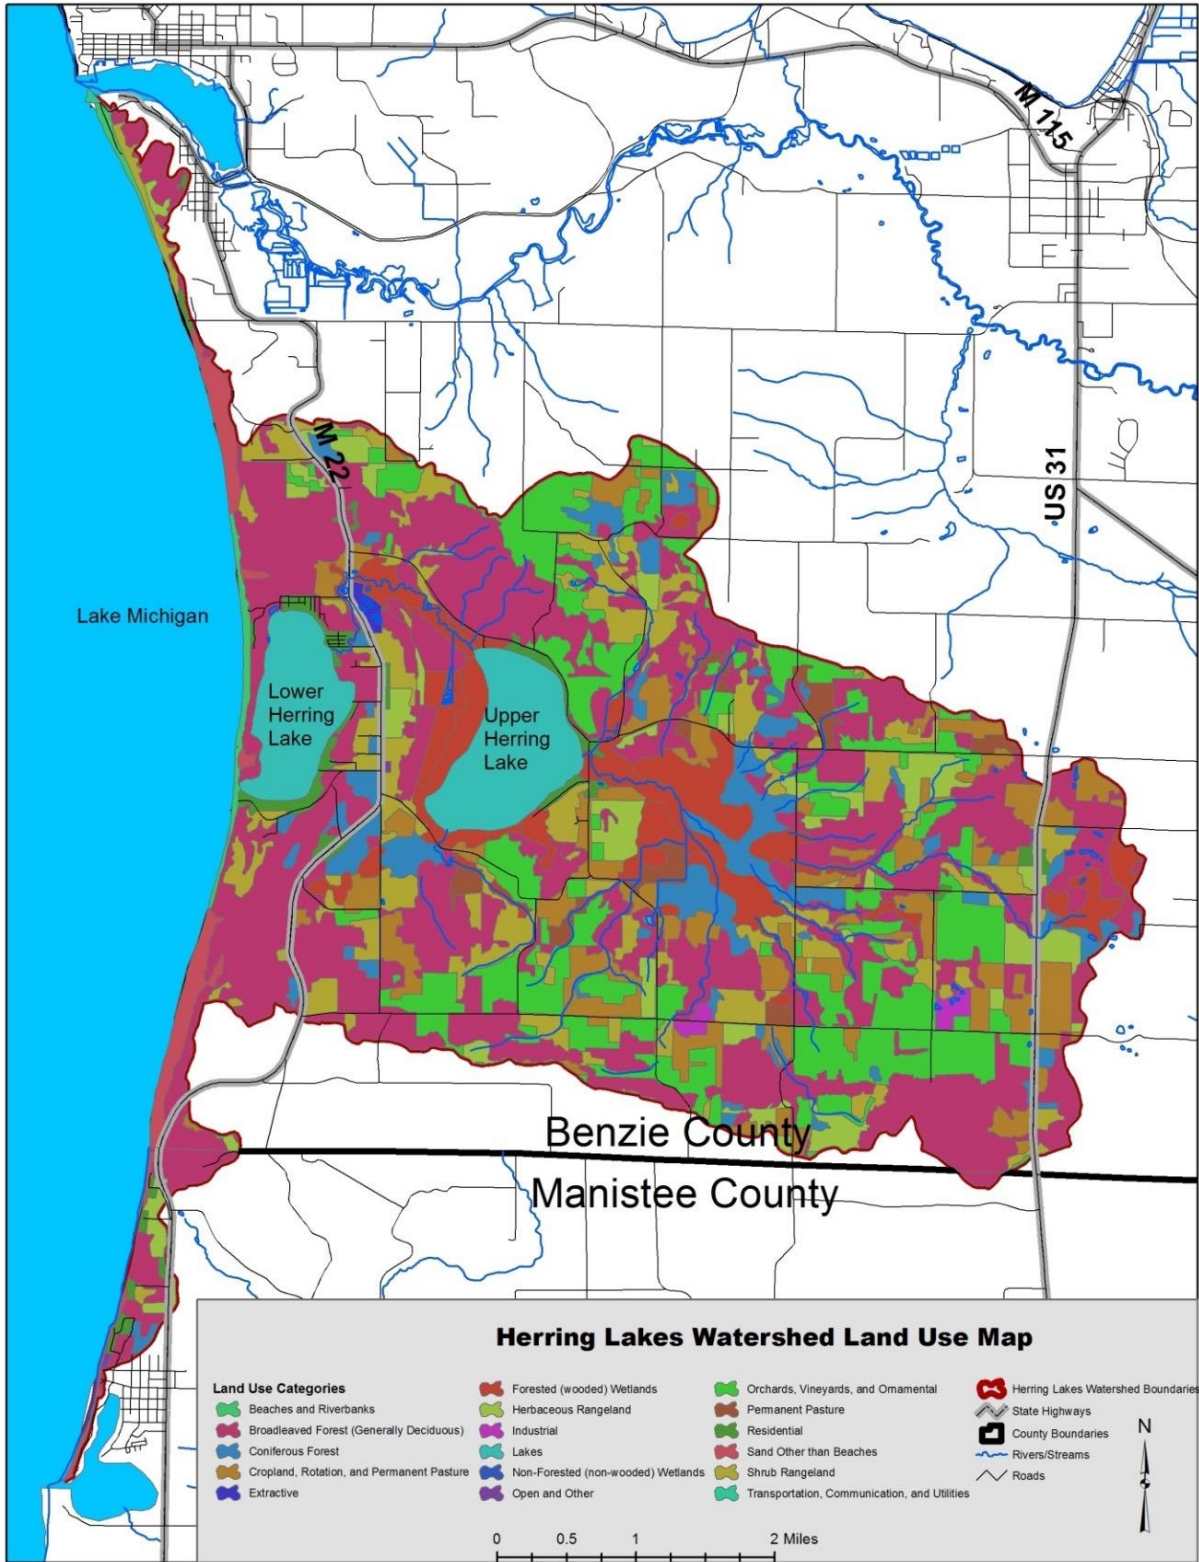 M 115
M 22
US 31
Lake Michigan
Lower
Herring
Lake
Upper
Herring
Lake
Benzie County
Manistee County
Herring Lakes Watershed Land Use Map
Land Use Categories
Beaches and Riverbanks
Broadleaved Forest (Generally Deciduous)
Coniferous Forest
Cropland, Rotation, and Permanent Pasture
Extractive
Forested (wooded) Wetlands
Herbaceous Rangeland
Industrial
Lakes
Non-Forested (non-wooded) Wetlands
Open and Other
Orchards, Vineyards, and Ornamental
Permanent Pasture
Residential
Sand Other than Beaches
Shrub Rangeland
Transportation, Communication, and Utilities
Herring Lakes Watershed Boundaries
State Highways
County Boundaries
Rivers/Streams
Roads
N
0 0.5 1 2 Miles